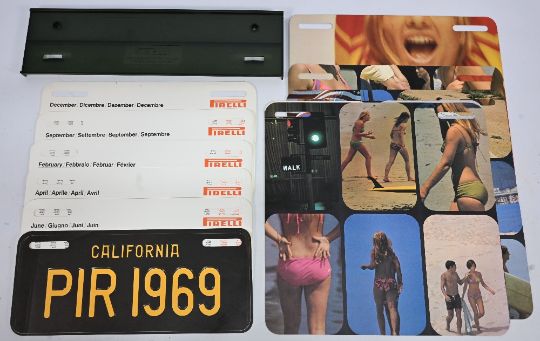 December/Dicembre/Dezember/Decembre
PIRELLI
September/Settembre/September/Septembre
PIRELLI
February/Febbraio/Februar/Février
PIRELLI
April/Aprile/April/Avril
PIRELLI
June/Giugno/Juni/Juin
PIRELLI
CALIFORNIA
PIR 1969
WALK